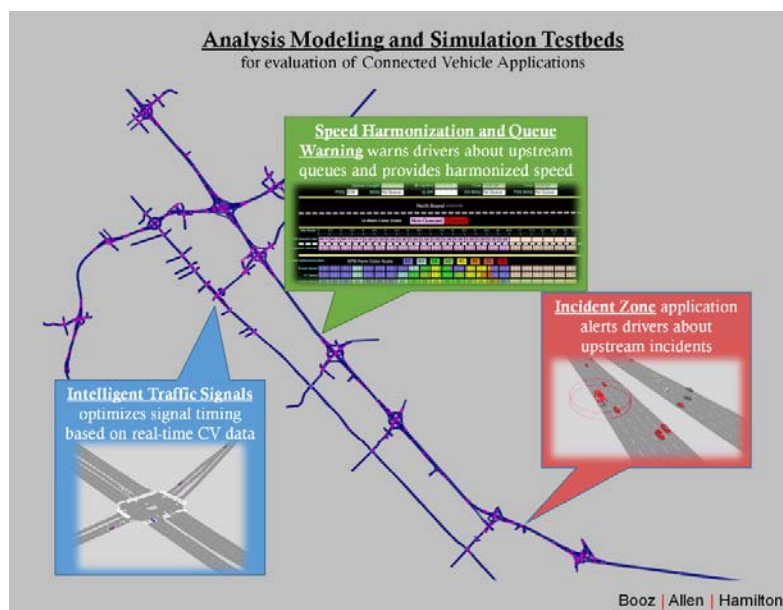 Analysis Modeling and Simulation Testbeds
for evaluation of Connected Vehicle Applications
Speed Harmonization and Queue
Warning warns drivers about upstream
queues and provides harmonized speed
North Bound
Incident Zone application
alerts drivers about
upstream incidents
Intelligent Traffic Signals
optimizes signal timing
based on real-time CV data
Booz | Allen | Hamilton